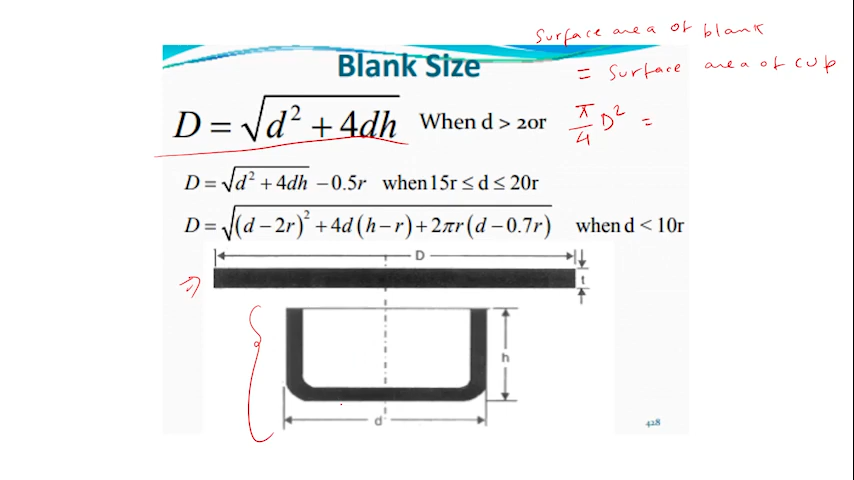 Surface area of blank
= Surface area of cup
Blank Size
D = √(d² + 4dh) When d > 20r
π/4 D² =
D = √(d² + 4dh) − 0.5r when 15r ≤ d ≤ 20r
D = √((d − 2r)² + 4d(h − r) + 2πr(d − 0.7r)) when d < 10r
D
t
h
d
428